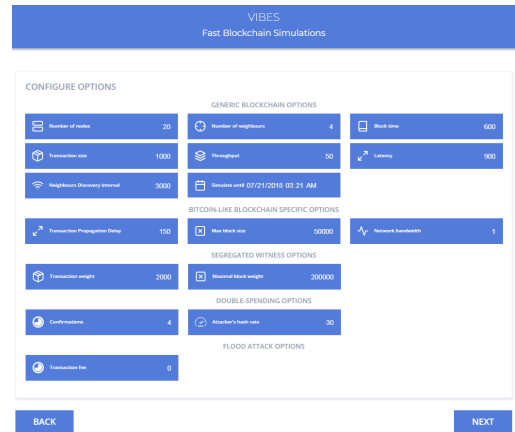 VIBES
Fast Blockchain Simulations
CONFIGURE OPTIONS
GENERIC BLOCKCHAIN OPTIONS
Number of nodes 20
Number of neighbours 4
Block time 600
Transaction size 1000
Throughput 50
Latency 900
Neighbours Discovery Interval 3000
Simulate until 07/21/2018 03:21 AM
BITCOIN-LIKE BLOCKCHAIN SPECIFIC OPTIONS
Transaction Propagation Delay 150
Max block size 50000
Network bandwidth 1
SEGREGATED WITNESS OPTIONS
Transaction weight 2000
Maximal block weight 200000
DOUBLE-SPENDING OPTIONS
Confirmations 4
Attacker's hash rate 30
FLOOD ATTACK OPTIONS
Transaction fee 0
BACK
NEXT